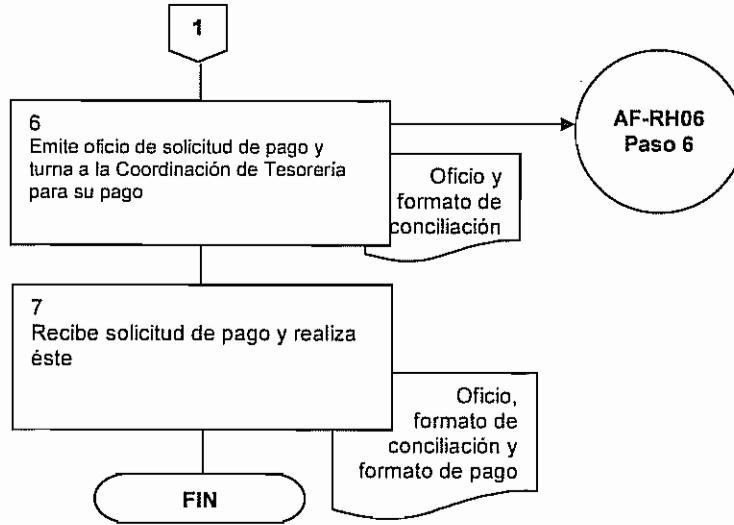 1
6
Emite oficio de solicitud de pago y
turna a la Coordinación de Tesorería
para su pago
AF-RH06
Paso 6
Oficio y
formato de
conciliación
7
Recibe solicitud de pago y realiza
éste
Oficio,
formato de
conciliación y
formato de pago
FIN